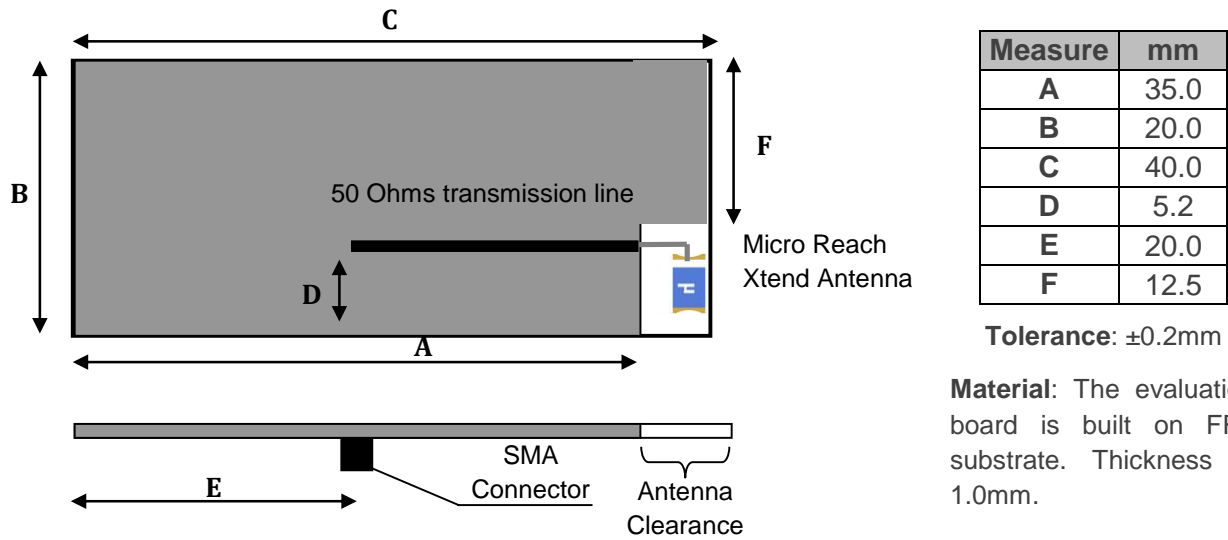 C
B
F
50 Ohms transmission line
D
Micro Reach
Xtend Antenna
µ
A
SMA
Connector
E
Antenna
Clearance
Measure mm
A 35.0
B 20.0
C 40.0
D 5.2
E 20.0
F 12.5
Tolerance: ±0.2mm
Material: The
board is built on
substrate. Thickness
1.0mm.